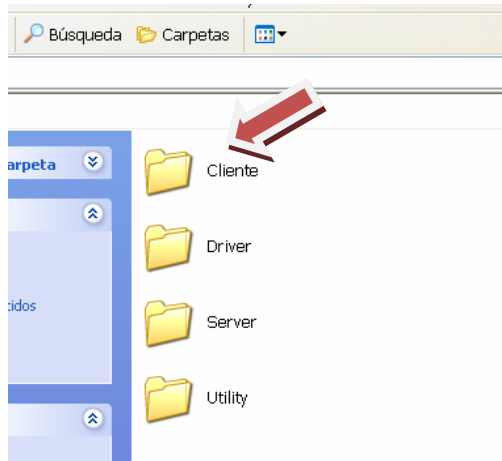 Búsqueda Carpetas
arpeta
Cliente
Driver
cidos
Server
Utility